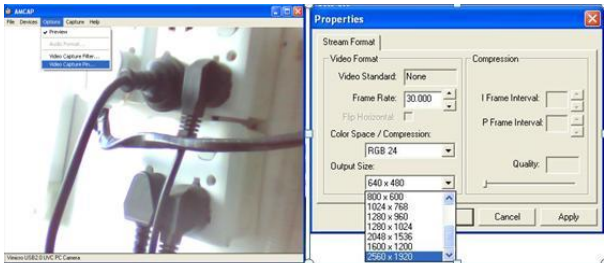 AMCAP
File Devices Options Capture Help
Preview
Audio Format...
Video Capture Filter...
Video Capture Pin...
Vimicro USB2.0 UVC PC Camera
Properties
Stream Format
Video Format
Video Standard: None
Frame Rate: 30.000
Flip Horizontal:
Color Space / Compression:
RGB 24
Output Size:
640 x 480
800 x 600
1024 x 768
1280 x 960
1280 x 1024
2048 x 1536
1600 x 1200
2560 x 1920
Compression
I Frame Interval:
P Frame Interval:
Quality:
Cancel Apply